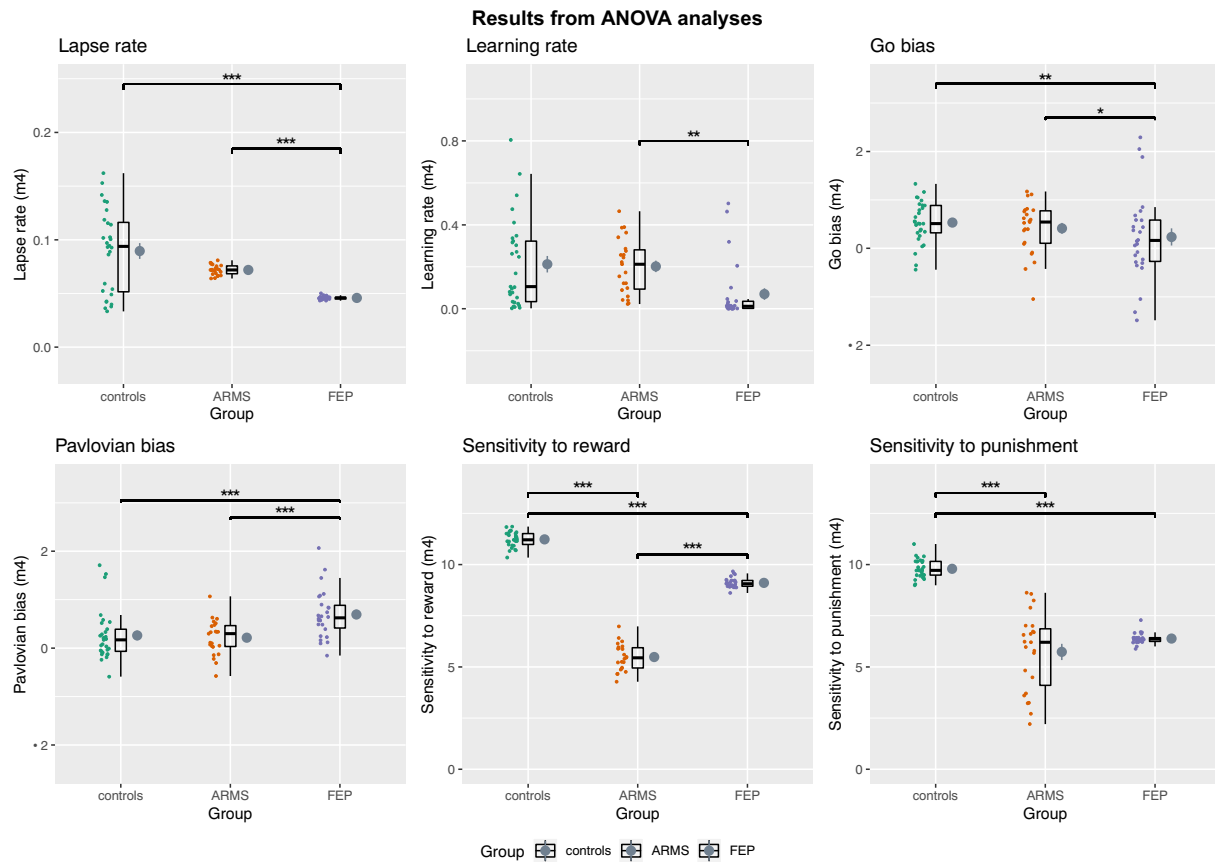 Results from ANOVA analyses
Lapse rate
Lapse rate (m4)
0.2
0.1
0.0
***
***
controls ARMS FEP
Group
Learning rate
Learning rate (m4)
0.8
0.4
0.0
**
controls ARMS FEP
Group
Go bias
Go bias (m4)
2
0
• 2
**
*
controls ARMS FEP
Group
Pavlovian bias
Pavlovian bias (m4)
2
0
• 2
***
***
controls ARMS FEP
Group
Sensitivity to reward
Sensitivity to reward (m4)
10
5
0
***
***
***
controls ARMS FEP
Group
Sensitivity to punishment
Sensitivity to punishment (m4)
10
5
0
***
***
controls ARMS FEP
Group
Group controls ARMS FEP